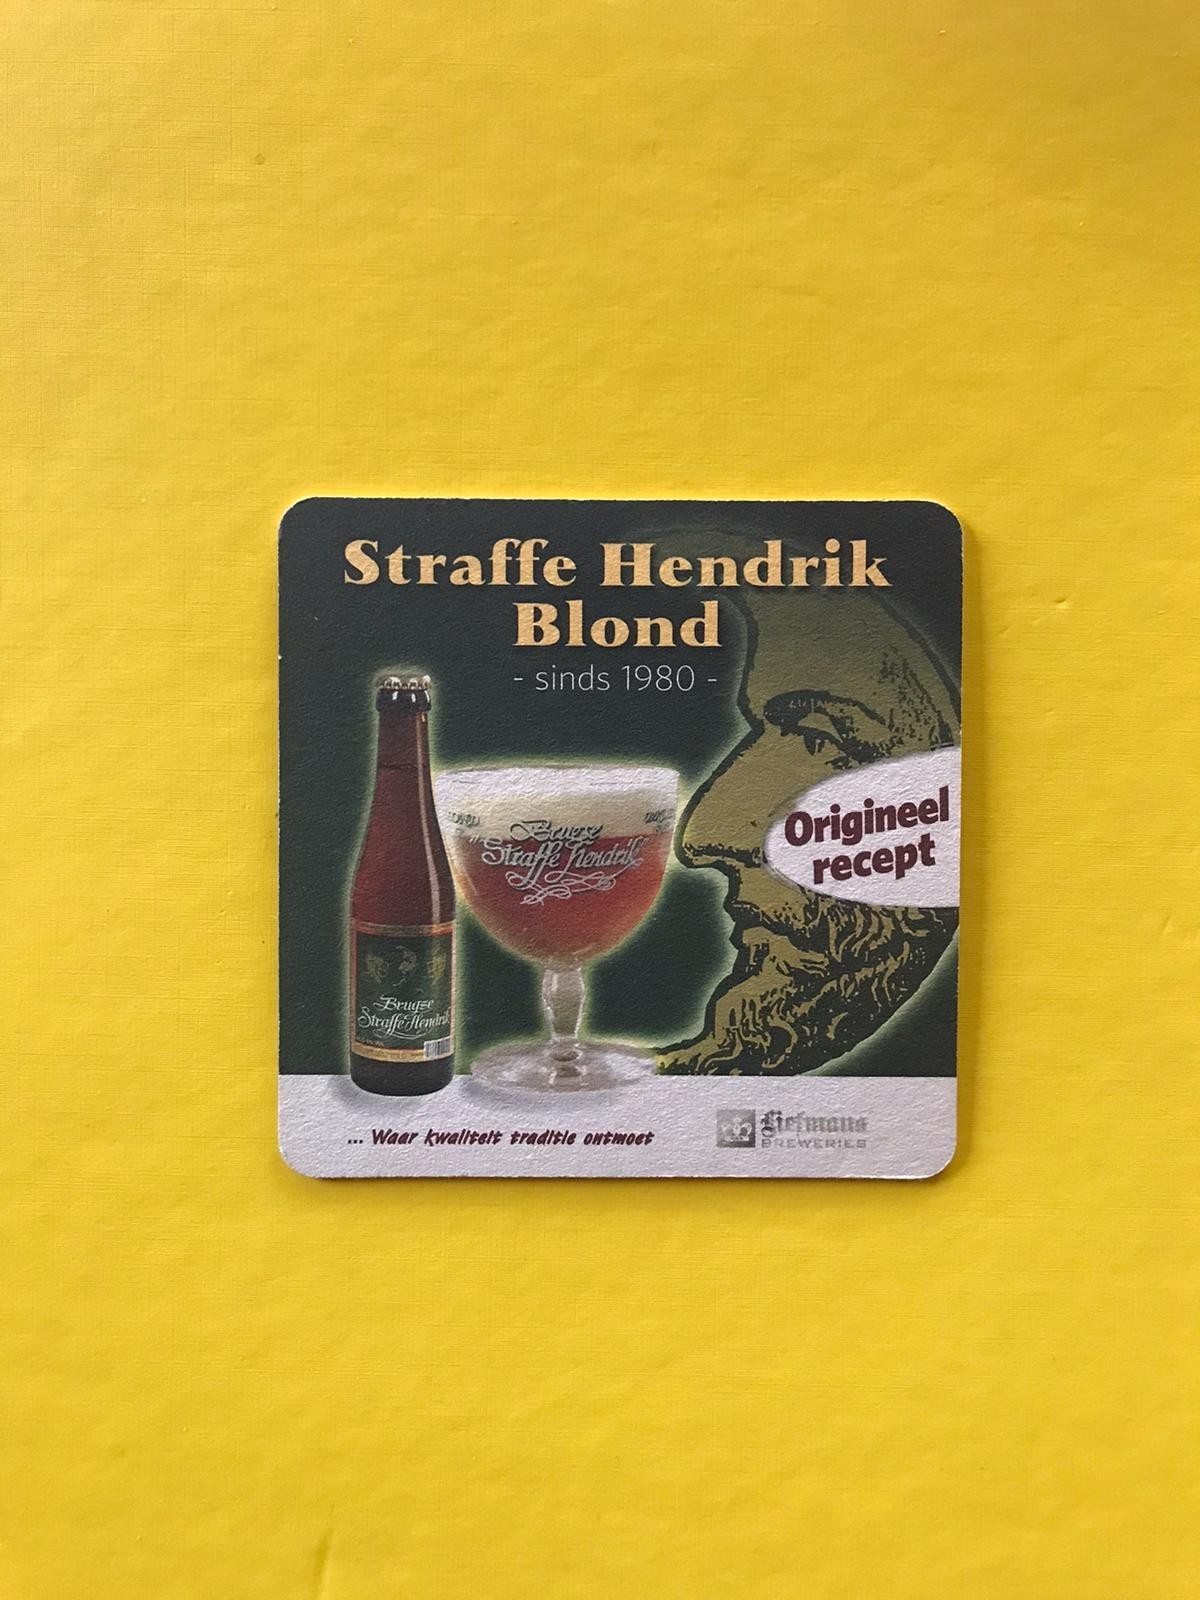 Straffe Hendrik
Blond
- sinds 1980 -
Origineel
recept
Brugse
"Straffe Hendrik"
Brugse
Straffe Hendrik
... Waar kwaliteit traditie ontmoet
Liefmans
BREWERIES